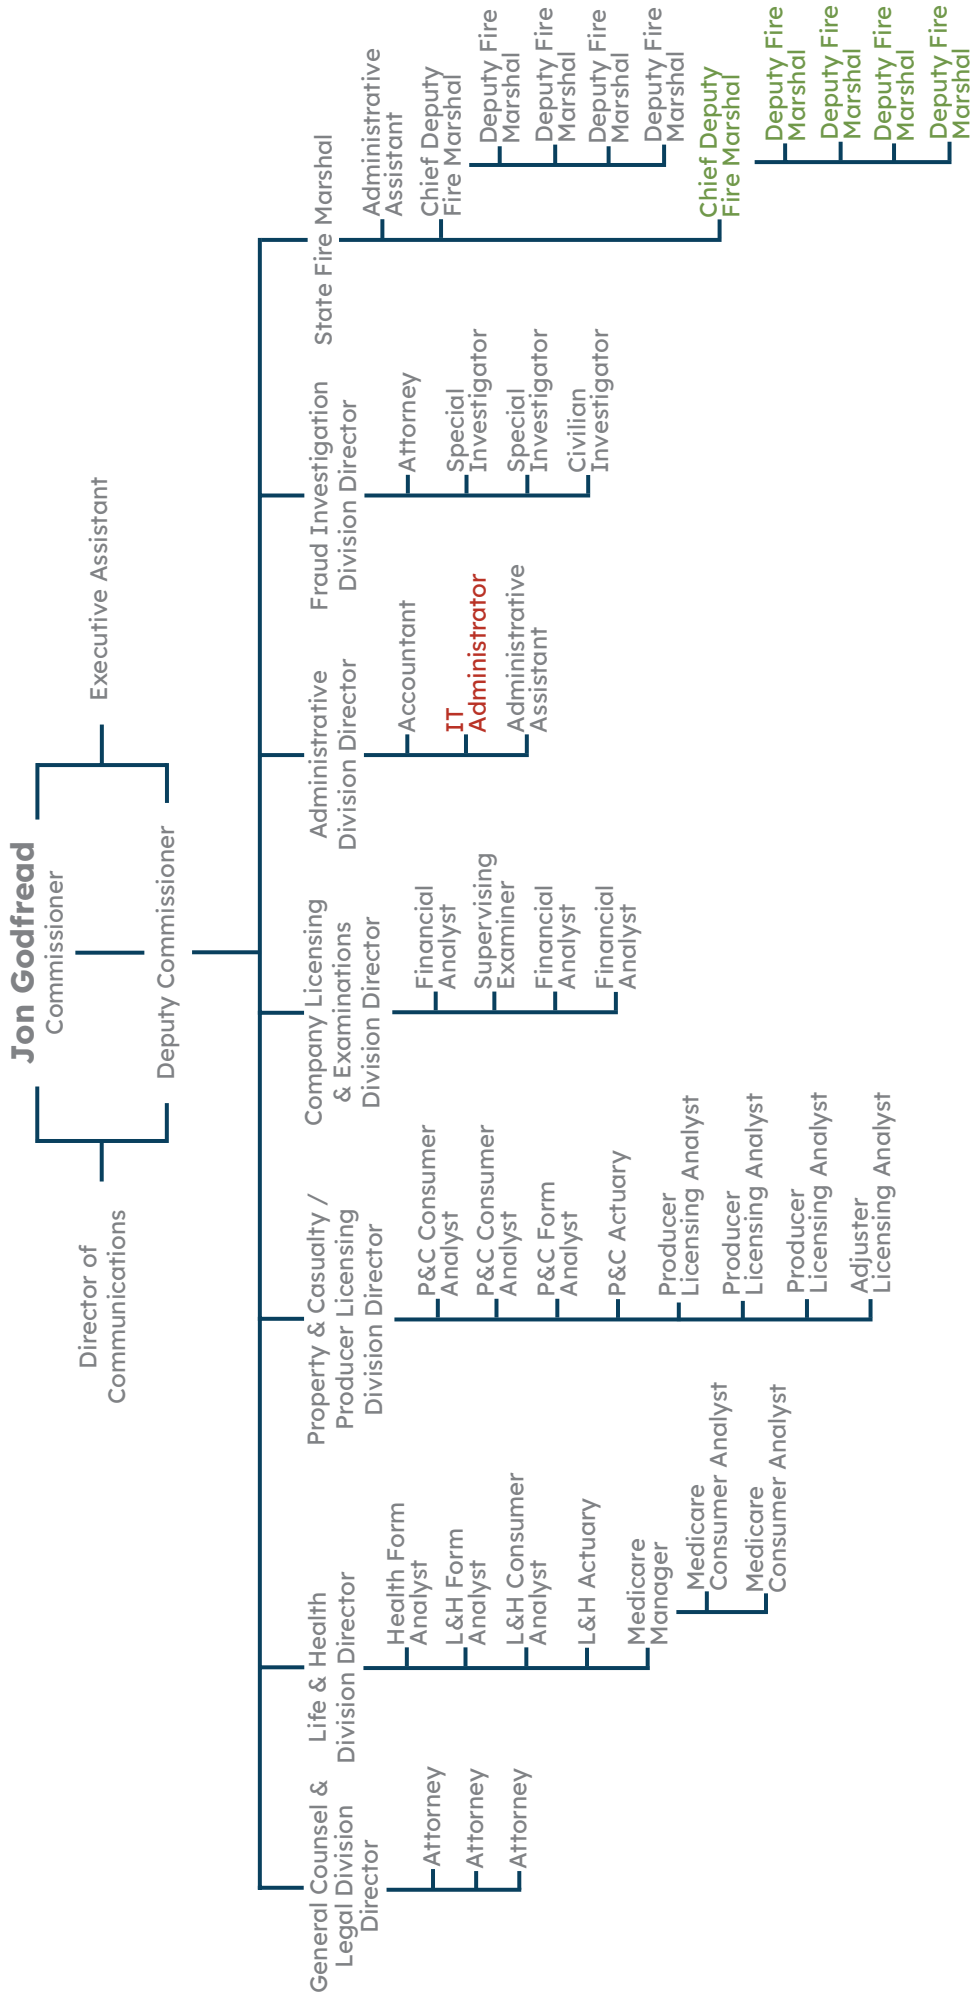 Jon Godfread
Commissioner
Director of
Communications
Executive Assistant
Deputy Commissioner
General Counsel &
Legal Division
Director
Attorney
Attorney
Attorney
Life & Health
Division Director
Health Form
Analyst
L&H Form
Analyst
L&H Consumer
Analyst
L&H Actuary
Medicare
Manager
Medicare
Consumer Analyst
Medicare
Consumer Analyst
Property & Casualty /
Producer Licensing
Division Director
P&C Consumer
Analyst
P&C Consumer
Analyst
P&C Form
Analyst
P&C Actuary
Producer
Licensing Analyst
Producer
Licensing Analyst
Producer
Licensing Analyst
Adjuster
Licensing Analyst
Company Licensing
& Examinations
Division Director
Financial
Analyst
Supervising
Examiner
Financial
Analyst
Financial
Analyst
Administrative
Division Director
Accountant
IT
Administrator
Administrative
Assistant
Fraud Investigation
Division Director
Attorney
Special
Investigator
Special
Investigator
Civilian
Investigator
State Fire Marshal
Administrative
Assistant
Chief Deputy
Fire Marshal
Deputy Fire
Marshal
Deputy Fire
Marshal
Deputy Fire
Marshal
Deputy Fire
Marshal
Chief Deputy
Fire Marshal
Deputy Fire
Marshal
Deputy Fire
Marshal
Deputy Fire
Marshal
Deputy Fire
Marshal